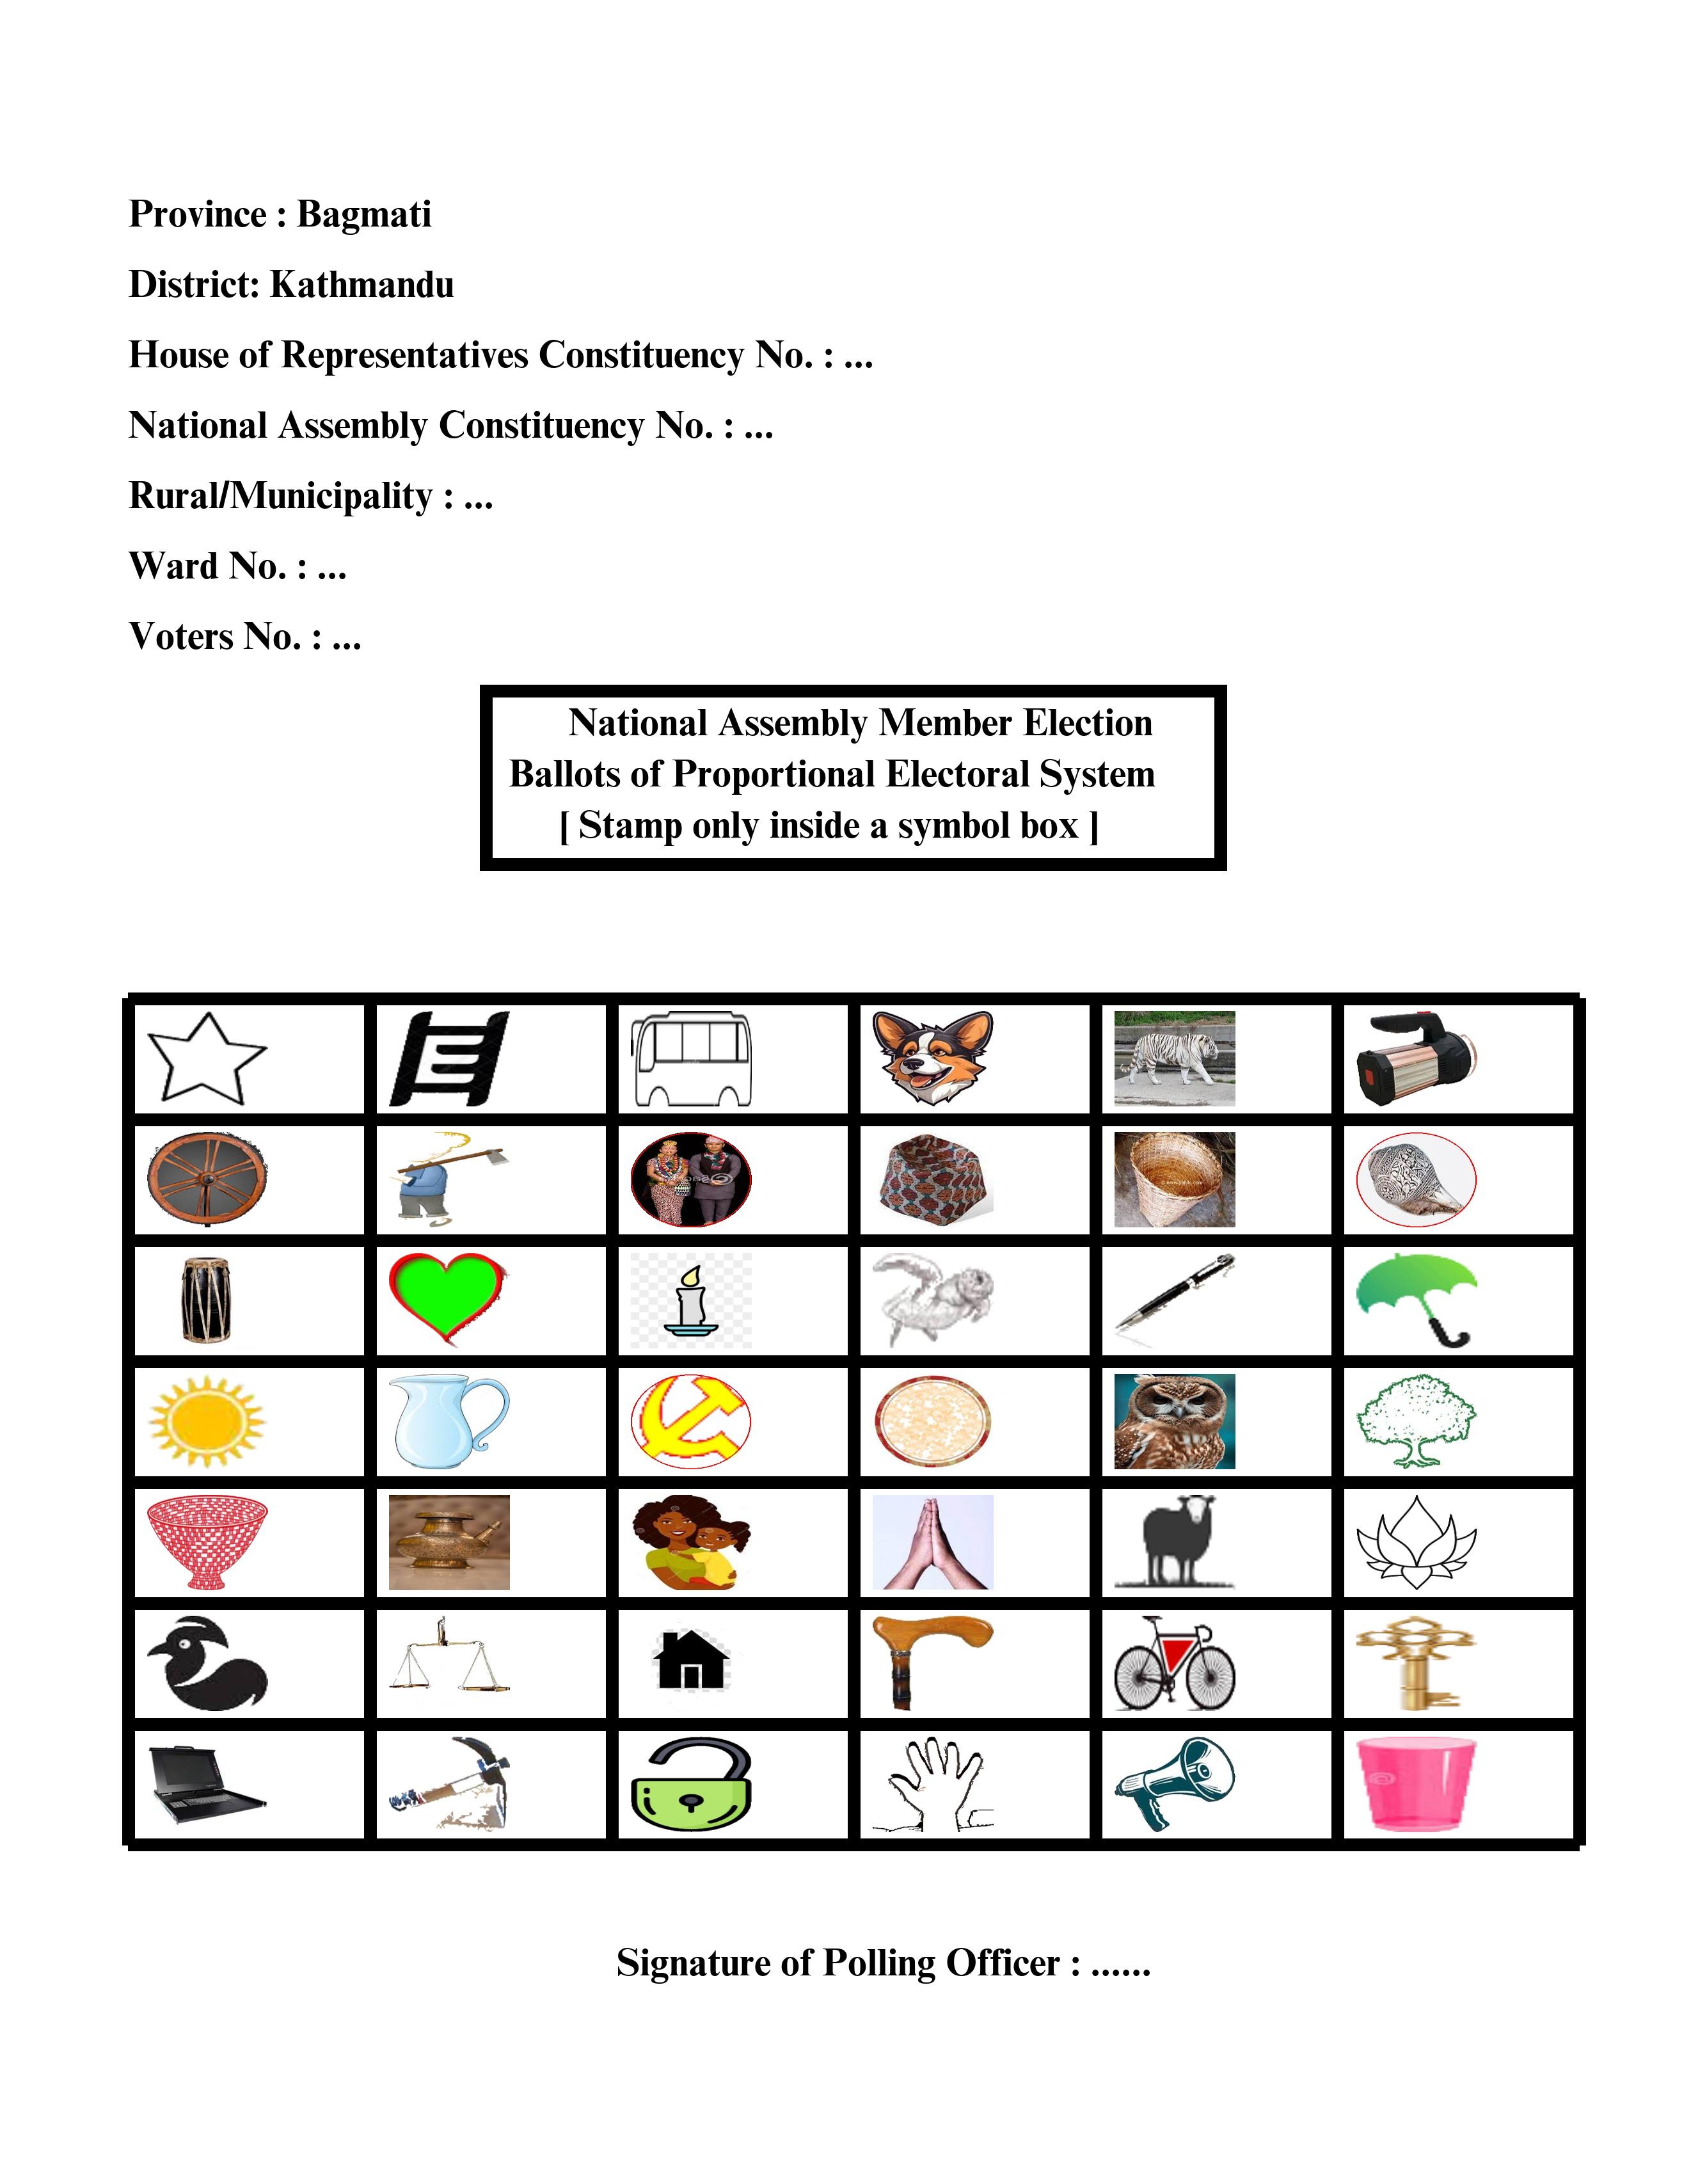 Province : Bagmati
District: Kathmandu
House of Representatives Constituency No. : ...
National Assembly Constituency No. : ...
Rural/Municipality : ...
Ward No. : ...
Voters No. : ...
National Assembly Member Election
Ballots of Proportional Electoral System
[ Stamp only inside a symbol box ]
Signature of Polling Officer : ......